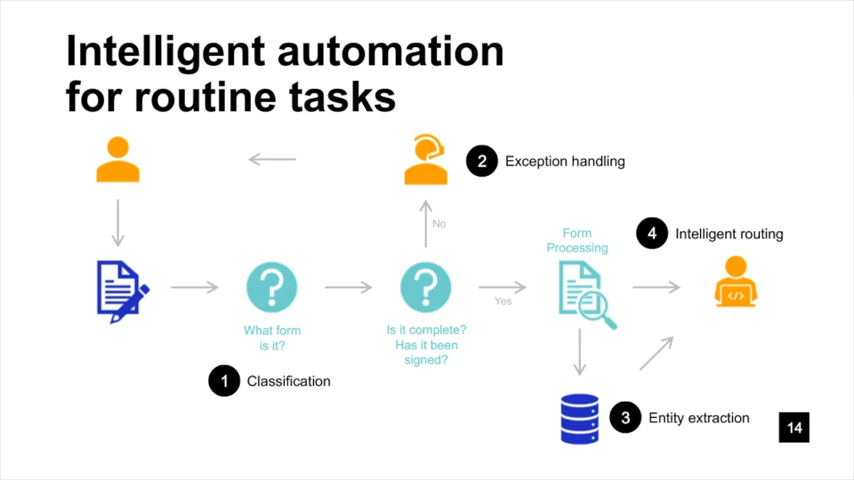 Intelligent automation
for routine tasks
2 Exception handling
No
Form
Processing
4 Intelligent routing
</>
Yes
What form
is it?
Is it complete?
Has it been
signed?
1 Classification
3 Entity extraction
14